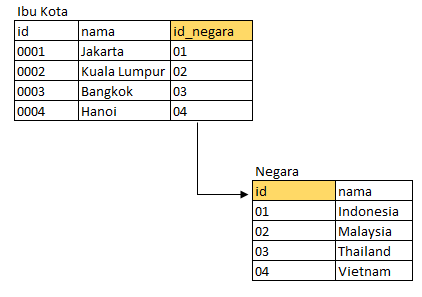 Ibu Kota
id nama id_negara
0001 Jakarta 01
0002 Kuala Lumpur 02
0003 Bangkok 03
0004 Hanoi 04
Negara
id nama
01 Indonesia
02 Malaysia
03 Thailand
04 Vietnam